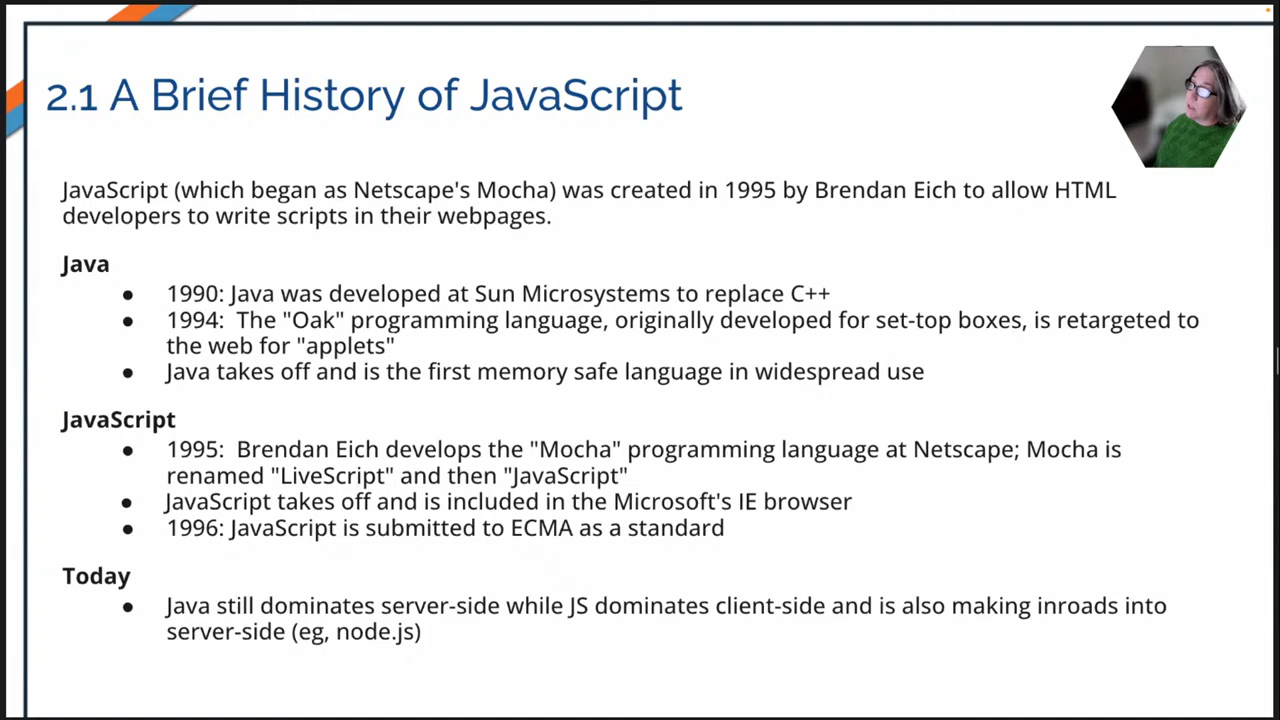 2.1 A Brief History of JavaScript
JavaScript (which began as Netscape's Mocha) was created in 1995 by Brendan Eich to allow HTML
developers to write scripts in their webpages.
Java
● 1990: Java was developed at Sun Microsystems to replace C++
● 1994:  The "Oak" programming language, originally developed for set-top boxes, is retargeted to
the web for "applets"
● Java takes off and is the first memory safe language in widespread use
JavaScript
● 1995:  Brendan Eich develops the "Mocha" programming language at Netscape; Mocha is
renamed "LiveScript" and then "JavaScript"
● JavaScript takes off and is included in the Microsoft's IE browser
● 1996: JavaScript is submitted to ECMA as a standard
Today
● Java still dominates server-side while JS dominates client-side and is also making inroads into
server-side (eg, node.js)